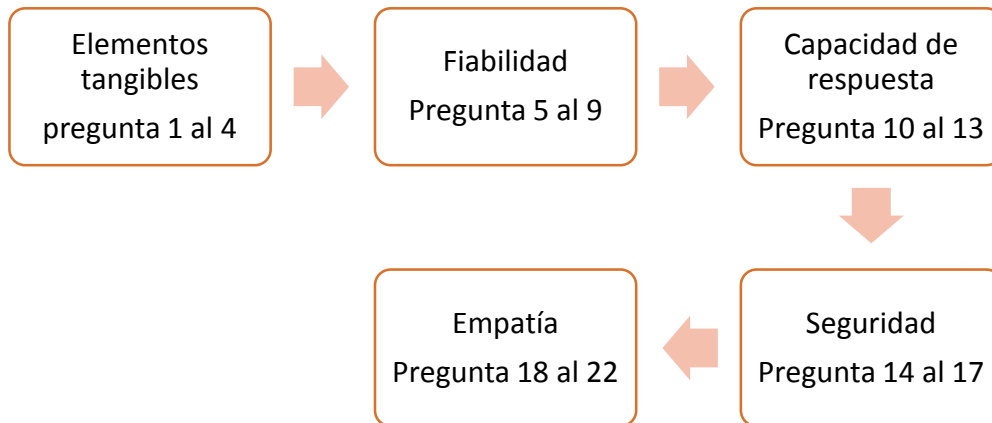 Elementos
tangibles
pregunta 1 al 4
Fiabilidad
Pregunta 5 al 9
Capacidad de
respuesta
Pregunta 10 al 13
Seguridad
Pregunta 14 al 17
Empatía
Pregunta 18 al 22